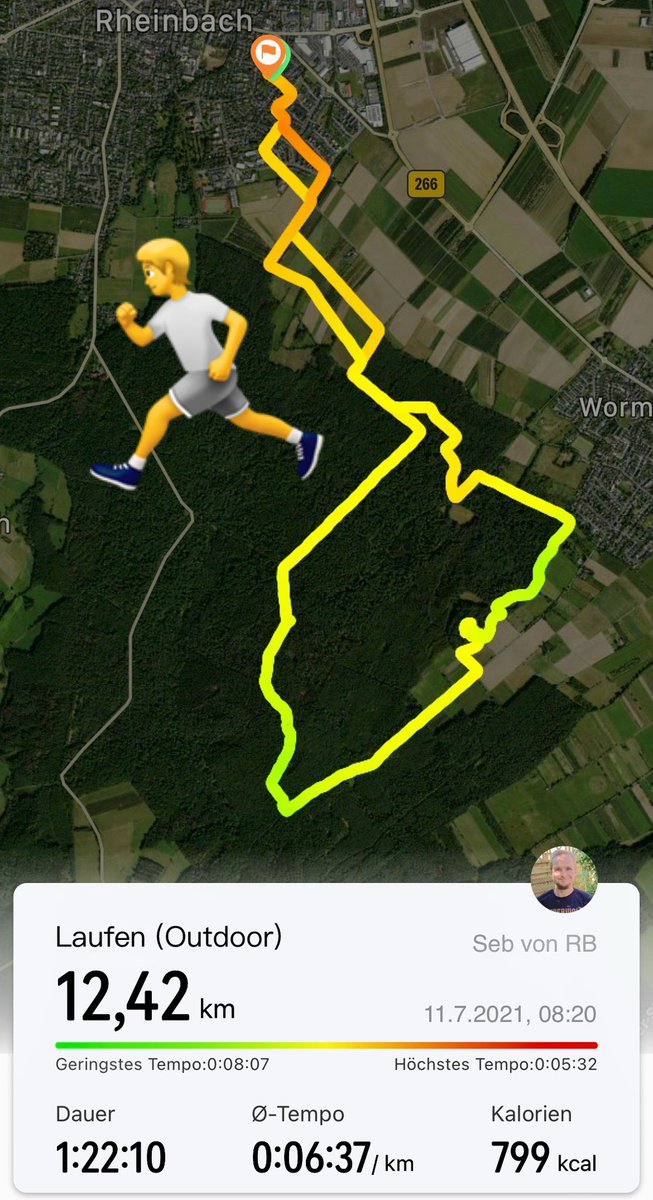 Rheinbach
266
Worm
n
Laufen (Outdoor)
Seb von RB
12,42 km
11.7.2021, 08:20
Geringstes Tempo:0:08:07
Höchstes Tempo:0:05:32
Dauer
Ø-Tempo
Kalorien
1:22:10
0:06:37/ km
799 kcal